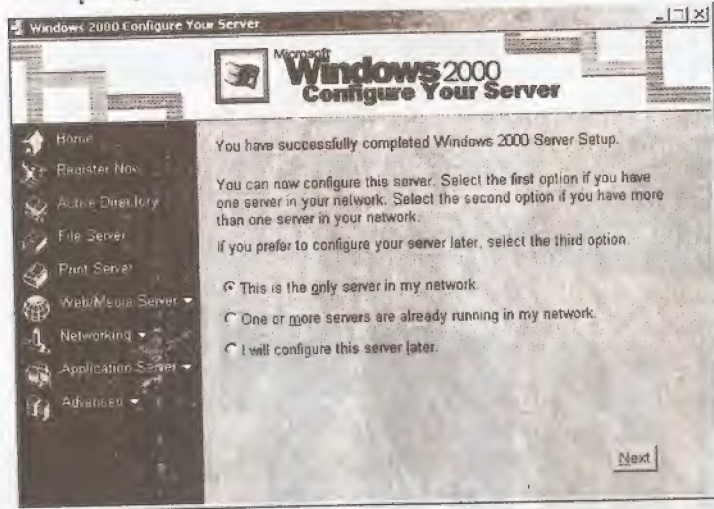 Windows 2000 Configure Your Server
Microsoft
Windows 2000
Configure Your Server
Home
Register Now
Active Directory
File Server
Print Server
Web/Media Server
Networking
Application Server
Advanced
You have successfully completed Windows 2000 Server Setup.
You can now configure this server. Select the first option if you have
one server in your network. Select the second option if you have more
than one server in your network.
if you prefer to configure your server later, select the third option.
This is the only server in my network.
One or more servers are already running in my network.
I will configure this server later.
Next